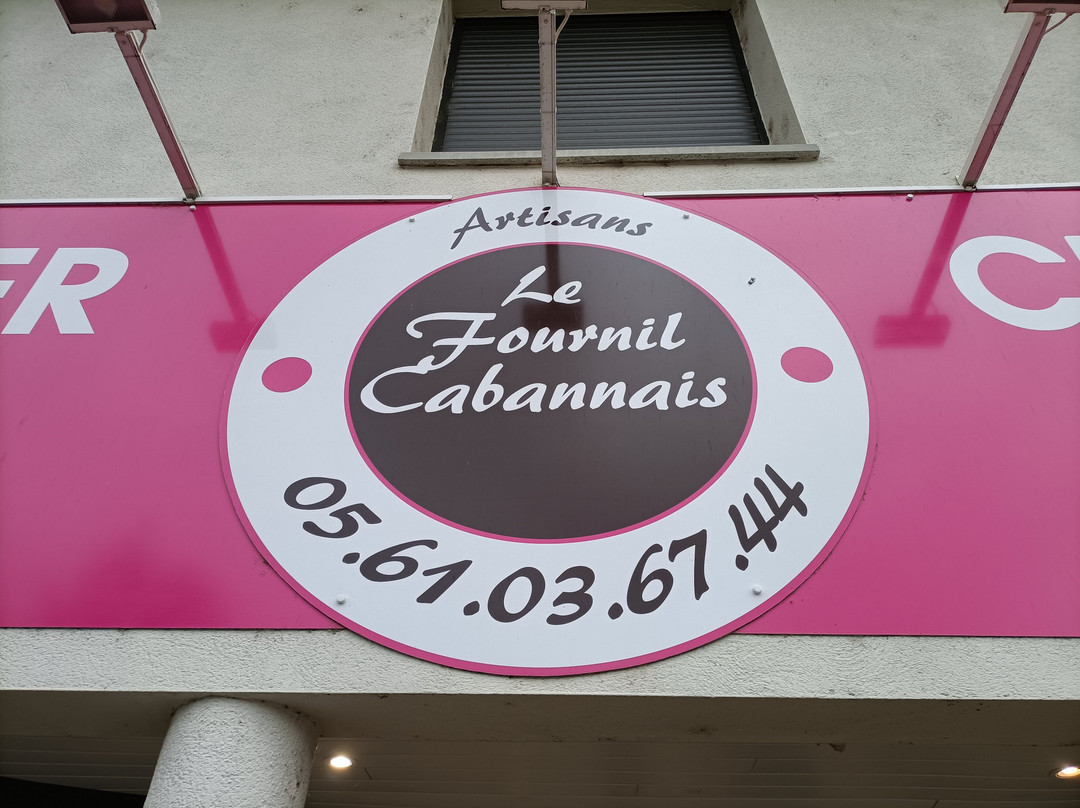 Artisans
Le
Fournil
Cabannais
05.61.03.67.44